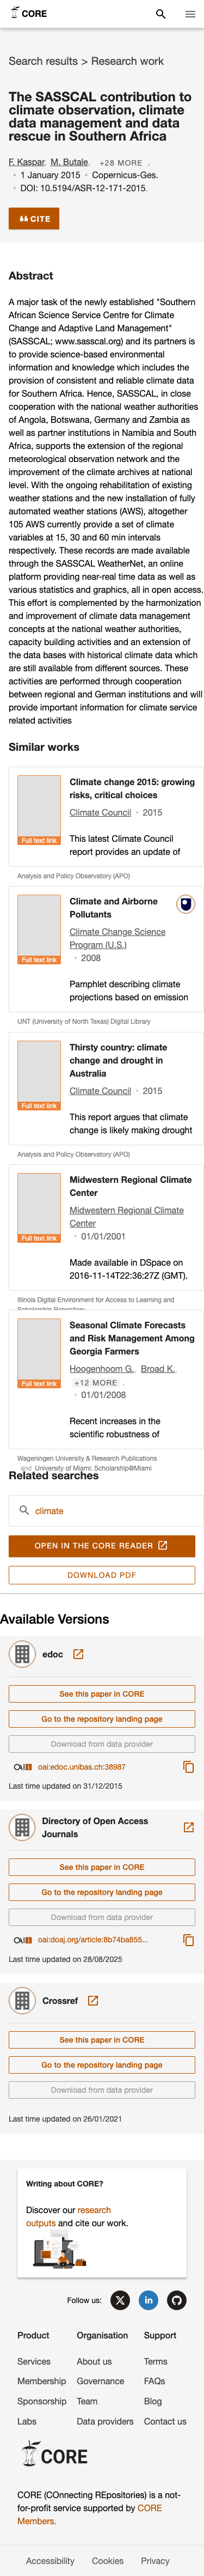 CORE
Search results > Research work
The SASSCAL contribution to
climate observation, climate
data management and data
rescue in Southern Africa
F. Kaspar, M. Butale, +28 MORE .
· 1 January 2015 · Copernicus-Ges.
· DOI: 10.5194/ASR-12-171-2015.
CITE
Abstract
A major task of the newly established "Southern
African Science Service Centre for Climate
Change and Adaptive Land Management"
(SASSCAL; www.sasscal.org) and its partners is
to provide science-based environmental
information and knowledge which includes the
provision of consistent and reliable climate data
for Southern Africa. Hence, SASSCAL, in close
cooperation with the national weather authorities
of Angola, Botswana, Germany and Zambia as
well as partner institutions in Namibia and South
Africa, supports the extension of the regional
meteorological observation network and the
improvement of the climate archives at national
level. With the ongoing rehabilitation of existing
weather stations and the new installation of fully
automated weather stations (AWS), altogether
105 AWS currently provide a set of climate
variables at 15, 30 and 60 min intervals
respectively. These records are made available
through the SASSCAL WeatherNet, an online
platform providing near-real time data as well as
various statistics and graphics, all in open access.
This effort is complemented by the harmonization
and improvement of climate data management
concepts at the national weather authorities,
capacity building activities and an extension of
the data bases with historical climate data which
are still available from different sources. These
activities are performed through cooperation
between regional and German institutions and will
provide important information for climate service
related activities
Similar works
Climate change 2015: growing
risks, critical choices
Climate Council · 2015
Full text link
This latest Climate Council
report provides an update of
Analysis and Policy Observatory (APO)
Climate and Airborne
Pollutants
Climate Change Science
Program (U.S.)
· 2008
Full text link
Pamphlet describing climate
projections based on emission
UNT (University of North Texas) Digital Library
Thirsty country: climate
change and drought in
Australia
Climate Council · 2015
Full text link
This report argues that climate
change is likely making drought
Analysis and Policy Observatory (APO)
Midwestern Regional Climate
Center
Midwestern Regional Climate
Center
· 01/01/2001
Full text link
Made available in DSpace on
2016-11-14T22:36:27Z (GMT).
Illinois Digital Environment for Access to Learning and
Scholarship Repository
Seasonal Climate Forecasts
and Risk Management Among
Georgia Farmers
Hoogenhoom G., Broad K.,
+12 MORE .
· 01/01/2008
Full text link
Recent increases in the
scientific robustness of
Wageningen University & Research Publications
and University of Miami: Scholarship@Miami
Related searches
climate
OPEN IN THE CORE READER
DOWNLOAD PDF
Available Versions
edoc
See this paper in CORE
Go to the repository landing page
Download from data provider
OAI oai:edoc.unibas.ch:38987
Last time updated on 31/12/2015
Directory of Open Access
Journals
See this paper in CORE
Go to the repository landing page
Download from data provider
OAI oai:doaj.org/article:8b74ba855...
Last time updated on 28/08/2025
Crossref
See this paper in CORE
Go to the repository landing page
Download from data provider
Last time updated on 26/01/2021
Writing about CORE?
Discover our research
outputs and cite our work.
Follow us:
Product Organisation Support
Services About us Terms
Membership Governance FAQs
Sponsorship Team Blog
Labs Data providers Contact us
CORE
CORE (COnnecting REpositories) is a not-
for-profit service supported by CORE
Members.
Accessibility Cookies Privacy